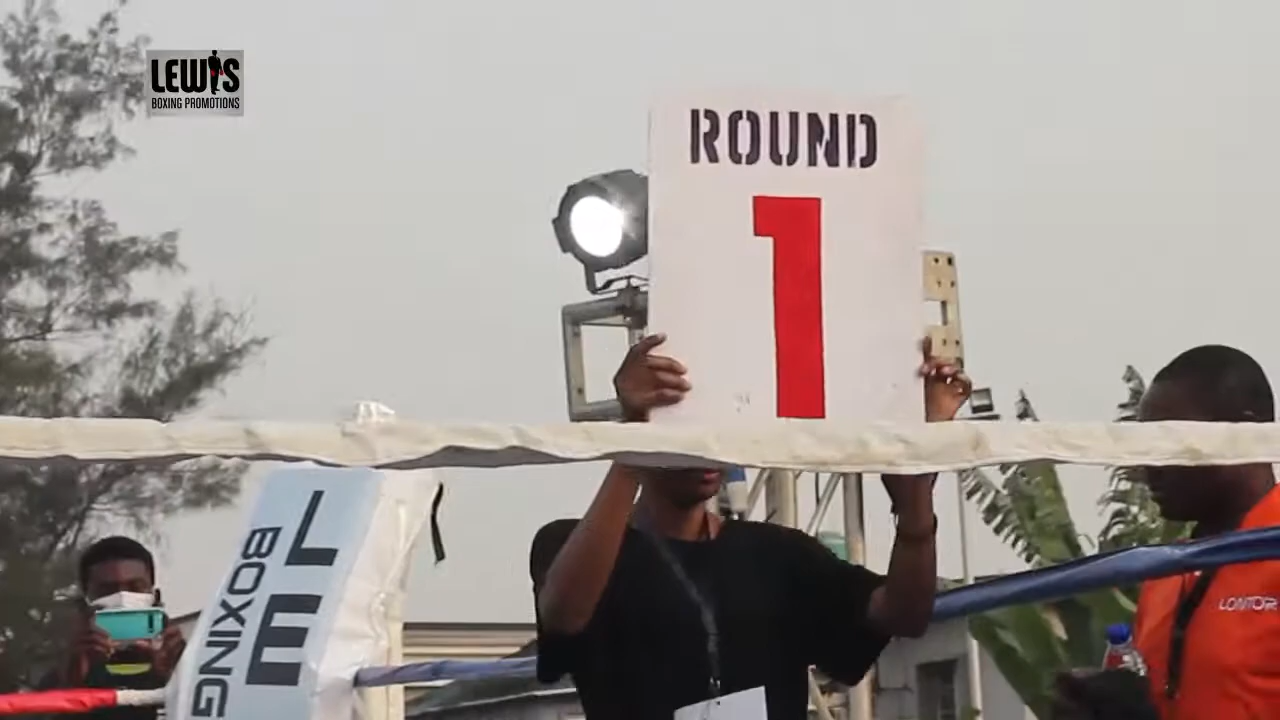 LEWIS
BOXING PROMOTIONS
ROUND
1
LE
BOXING
LONTOR